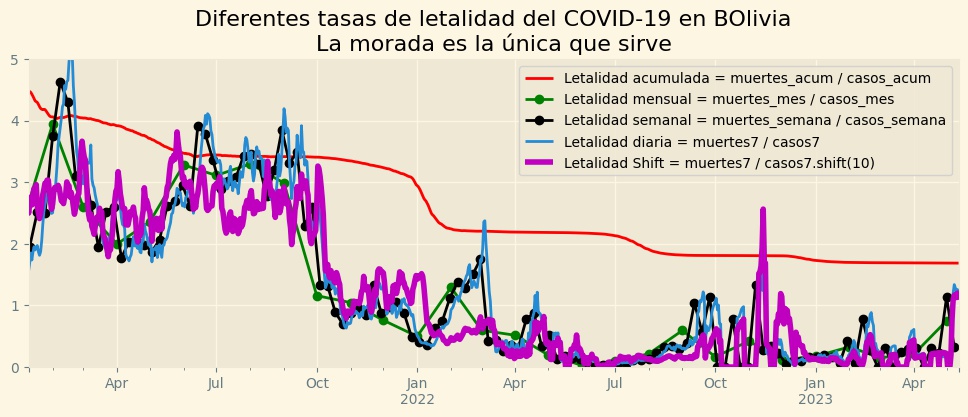 Diferentes tasas de letalidad del COVID-19 en BOlivia
La morada es la única que sirve
5
4
3
2
1
0
Letalidad acumulada = muertes_acum / casos_acum
Letalidad mensual = muertes_mes / casos_mes
Letalidad semanal = muertes_semana / casos_semana
Letalidad diaria = muertes7 / casos7
Letalidad Shift = muertes7 / casos7.shift(10)
Apr Jul Oct Jan Apr Jul Oct Jan Apr
2022 2023